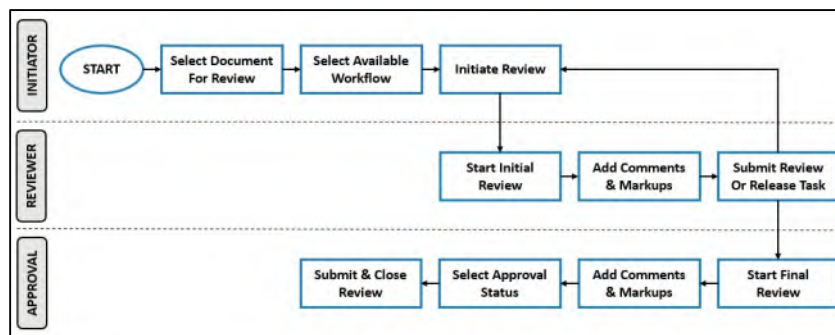 INITIATOR
START
Select Document
For Review
Select Available
Workflow
Initiate Review
REVIEWER
Start Initial
Review
Add Comments
& Markups
Submit Review
Or Release Task
APPROVAL
Submit & Close
Review
Select Approval
Status
Add Comments
& Markups
Start Final
Review